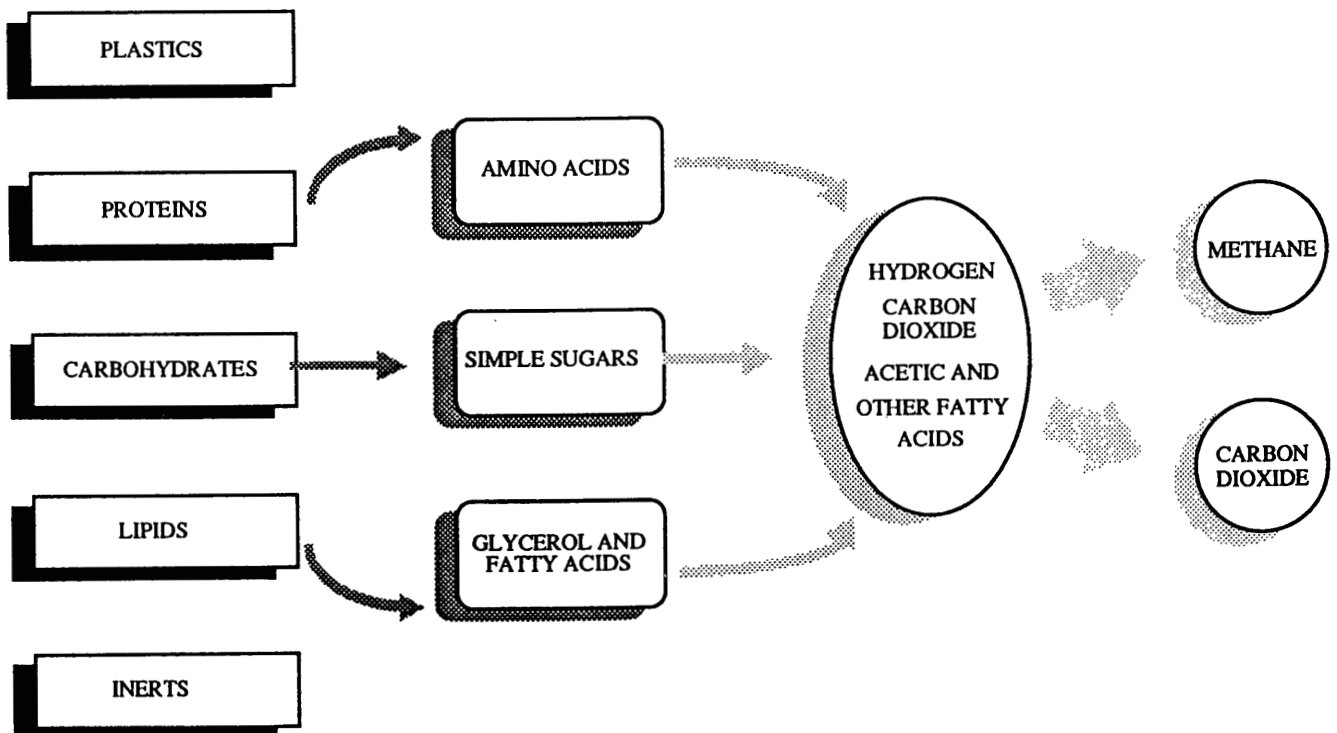 PLASTICS
PROTEINS
CARBOHYDRATES
LIPIDS
INERTS
AMINO ACIDS
SIMPLE SUGARS
GLYCEROL AND
FATTY ACIDS
HYDROGEN
CARBON
DIOXIDE
ACETIC AND
OTHER FATTY
ACIDS
METHANE
CARBON
DIOXIDE